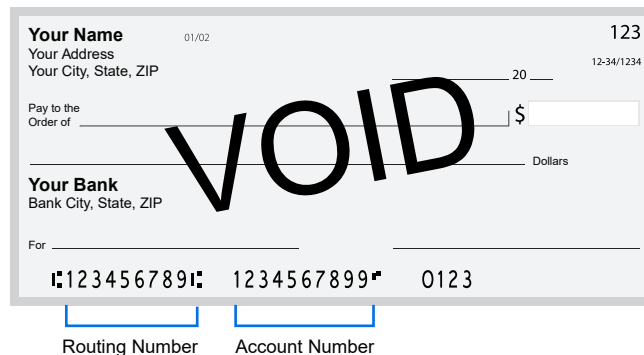 Your Name 01/02 123
Your Address 12-34/1234
Your City, State, ZIP
20
Pay to the
Order of $
VOID
Dollars
Your Bank
Bank City, State, ZIP
For
⑆123456789⑆ 1234567899⑈ 0123
Routing Number Account Number